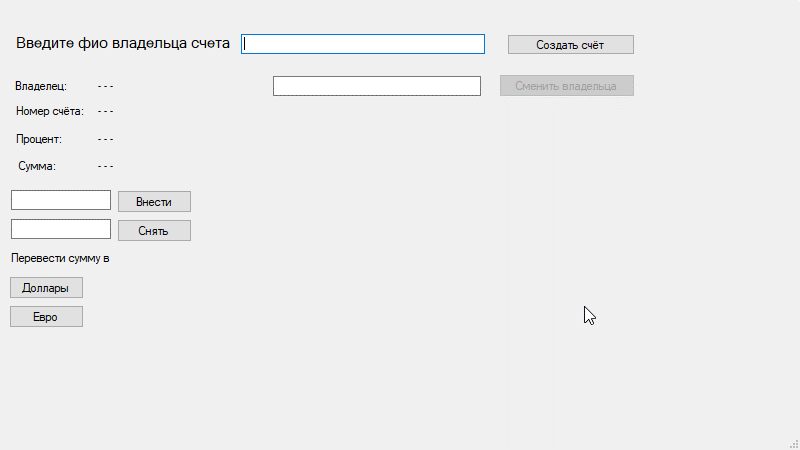 Введите фио владельца счета
Создать счёт
Владелец: ---
Сменить владельца
Номер счёта: ---
Процент: ---
Сумма: ---
Внести
Снять
Перевести сумму в
Доллары
Евро